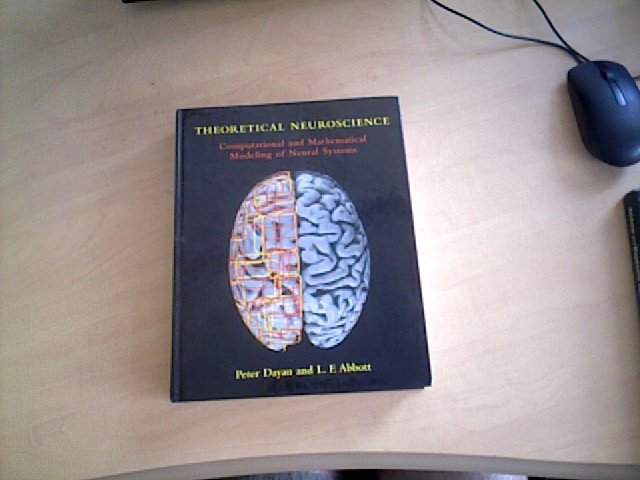 THEORETICAL NEUROSCIENCE
Computational and Mathematical
Modeling of Neural Systems
Peter Dayan and L. F. Abbott